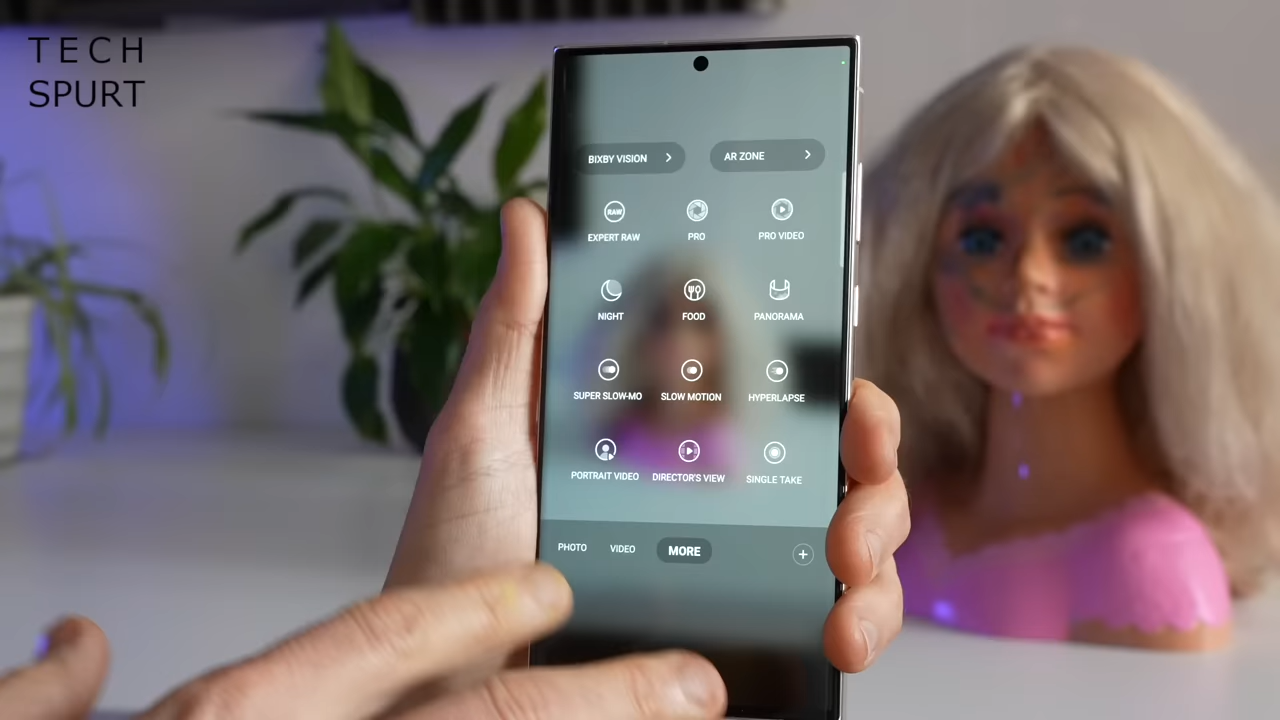 TECH
SPURT
BIXBY VISION
AR ZONE
RAW
EXPERT RAW
PRO
PRO VIDEO
NIGHT
FOOD
PANORAMA
SUPER SLOW-MO
SLOW MOTION
HYPERLAPSE
PORTRAIT VIDEO
DIRECTOR'S VIEW
SINGLE TAKE
PHOTO
VIDEO
MORE